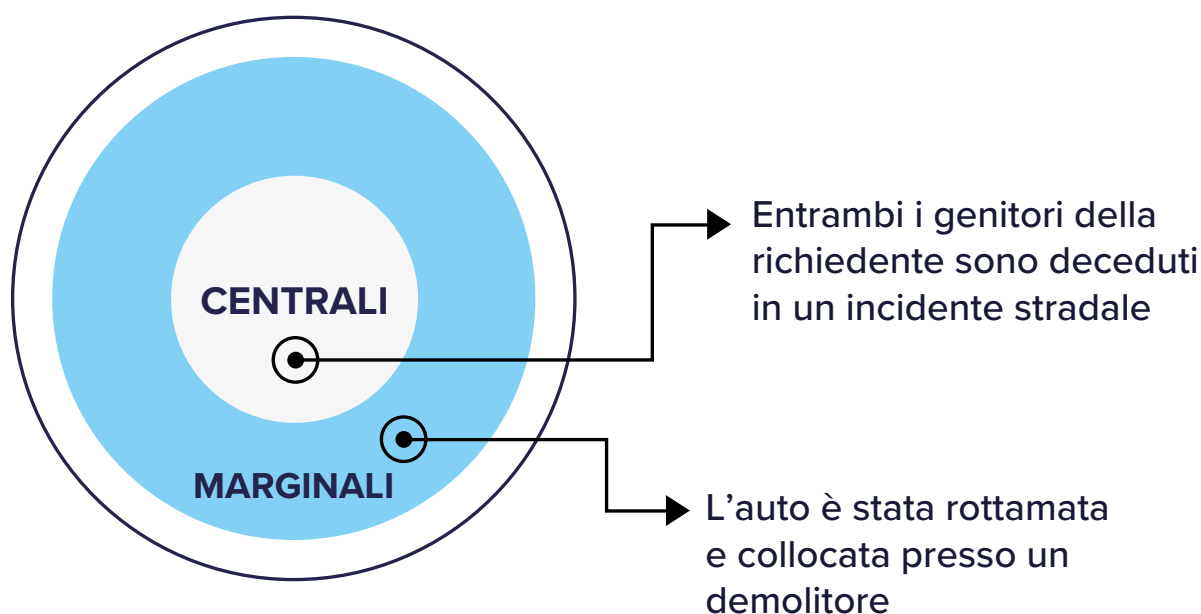 CENTRALI
MARGINALI
Entrambi i genitori della
richiedente sono deceduti
in un incidente stradale
L’auto è stata rottamata
e collocata presso un
demolitore